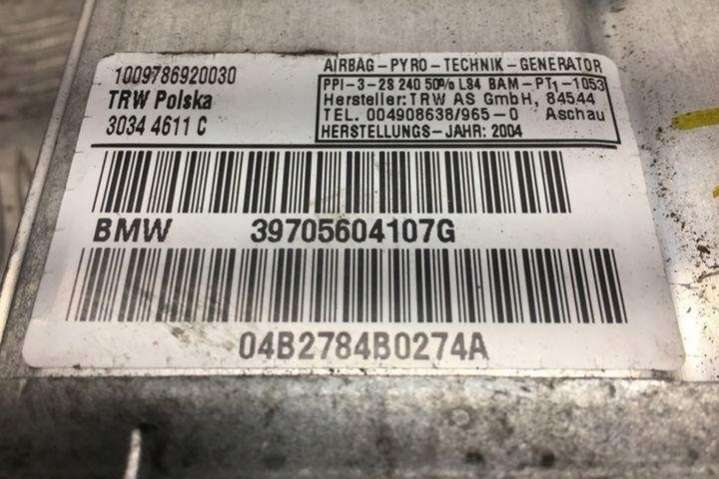 1009786920030
TRW Polska
3034 4611 C
AIRBAG-PYRO-TECHNIK-GENERATOR
PPI-3-2S 240 50% LS4 BAM-PT1-1053
Hersteller: TRW AS GmbH, 84544
TEL. 004908638/965-0 Aschau
HERSTELLUNGS-JAHR: 2004
BMW 39705604107G
04B2784B0274A